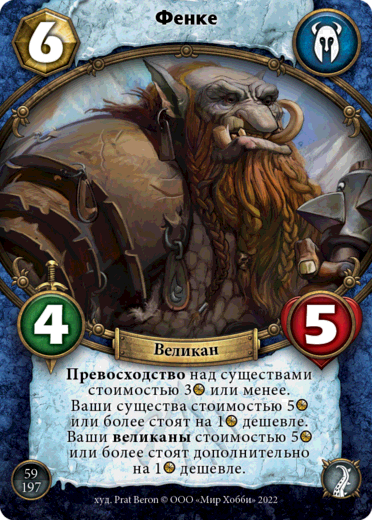 Фенке
6
4
5
Великан
Превосходство над существами
стоимостью 3 или менее.
Ваши существа стоимостью 5
или более стоят на 1 дешевле.
Ваши великаны стоимостью 5
или более стоят дополнительно
на 1 дешевле.
59
197
худ. Prat Beron © ООО «Мир Хобби» 2022